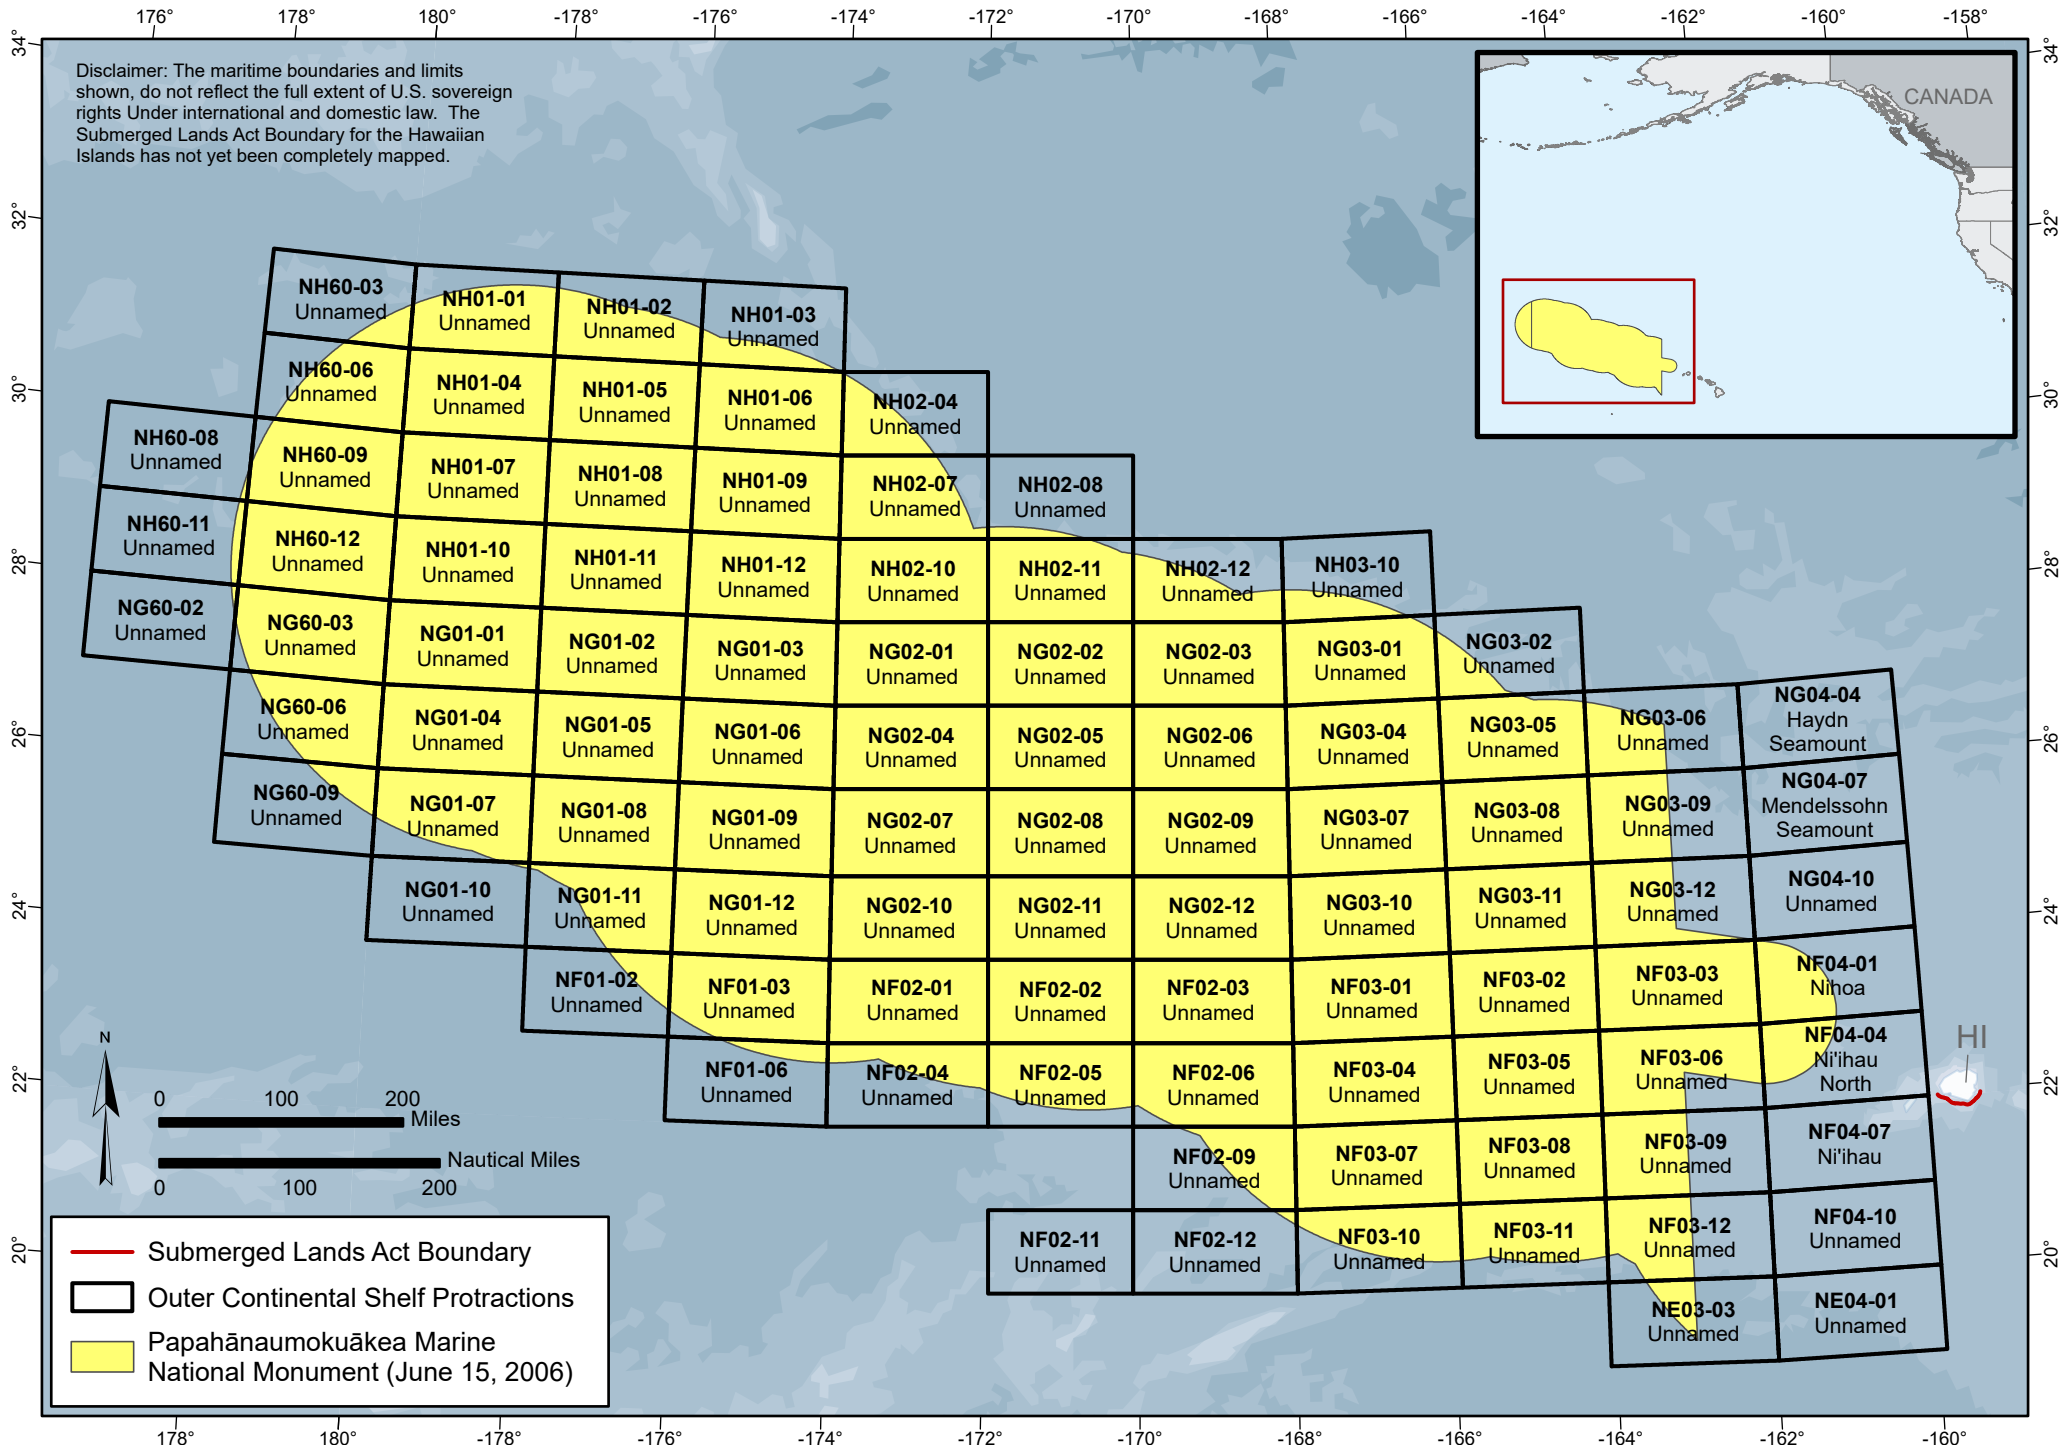 176° 178° 180° -178° -176° -174° -172° -170° -168° -166° -164° -162° -160° -158°
34° 34°
Disclaimer: The maritime boundaries and limits
shown, do not reflect the full extent of U.S. sovereign
rights Under international and domestic law. The
Submerged Lands Act Boundary for the Hawaiian
Islands has not yet been completely mapped.
CANADA
32° 32°
NH60-03 NH01-01 NH01-02 NH01-03
Unnamed Unnamed Unnamed Unnamed
NH60-06 NH01-04 NH01-05 NH01-06 NH02-04
Unnamed Unnamed Unnamed Unnamed Unnamed
30° 30°
NH60-08 NH60-09 NH01-07 NH01-08 NH01-09 NH02-07 NH02-08
Unnamed Unnamed Unnamed Unnamed Unnamed Unnamed Unnamed
NH60-11 NH60-12 NH01-10 NH01-11 NH01-12 NH02-10 NH02-11 NH02-12 NH03-10
Unnamed Unnamed Unnamed Unnamed Unnamed Unnamed Unnamed Unnamed Unnamed
28° 28°
NG60-02 NG60-03 NG01-01 NG01-02 NG01-03 NG02-01 NG02-02 NG02-03 NG03-01 NG03-02
Unnamed Unnamed Unnamed Unnamed Unnamed Unnamed Unnamed Unnamed Unnamed Unnamed
NG60-06 NG01-04 NG01-05 NG01-06 NG02-04 NG02-05 NG02-06 NG03-04 NG03-05 NG03-06 NG04-04
Unnamed Unnamed Unnamed Unnamed Unnamed Unnamed Unnamed Unnamed Unnamed Unnamed Haydn
Seamount
26° 26°
NG60-09 NG01-07 NG01-08 NG01-09 NG02-07 NG02-08 NG02-09 NG03-07 NG03-08 NG03-09 NG04-07
Unnamed Unnamed Unnamed Unnamed Unnamed Unnamed Unnamed Unnamed Unnamed Unnamed Mendelssohn
Seamount
NG01-10 NG01-11 NG01-12 NG02-10 NG02-11 NG02-12 NG03-10 NG03-11 NG03-12 NG04-10
Unnamed Unnamed Unnamed Unnamed Unnamed Unnamed Unnamed Unnamed Unnamed Unnamed
24° 24°
NF01-02 NF01-03 NF02-01 NF02-02 NF02-03 NF03-01 NF03-02 NF03-03 NF04-01
Unnamed Unnamed Unnamed Unnamed Unnamed Unnamed Unnamed Unnamed Nihoa
NF01-06 NF02-04 NF02-05 NF02-06 NF03-04 NF03-05 NF03-06 NF04-04
Unnamed Unnamed Unnamed Unnamed Unnamed Unnamed Unnamed Ni'ihau
North
HI
22° 22°
NF02-09 NF03-07 NF03-08 NF03-09 NF04-07
Unnamed Unnamed Unnamed Unnamed Ni'ihau
NF02-11 NF02-12 NF03-10 NF03-11 NF03-12 NF04-10
Unnamed Unnamed Unnamed Unnamed Unnamed Unnamed
20° 20°
NE03-03 NE04-01
Unnamed Unnamed
N
0 100 200
Miles
Nautical Miles
0 100 200
Submerged Lands Act Boundary
Outer Continental Shelf Protractions
Papahānaumokuākea Marine
National Monument (June 15, 2006)
178° 180° -178° -176° -174° -172° -170° -168° -166° -164° -162° -160°